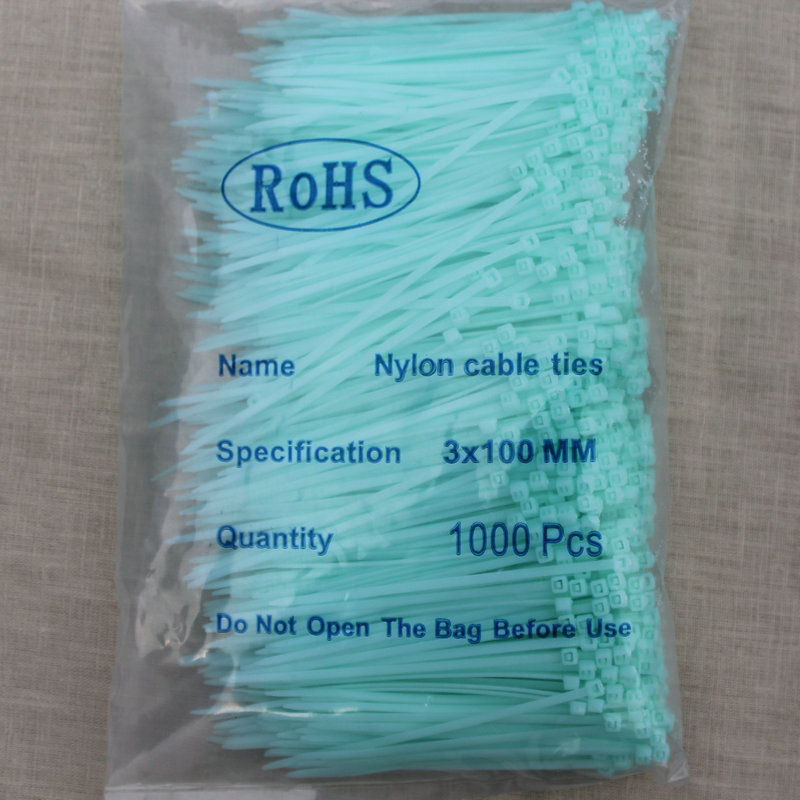 RoHS
Name Nylon cable ties
Specification 3x100 MM
Quantity 1000 Pcs
Do Not Open The Bag Before Use